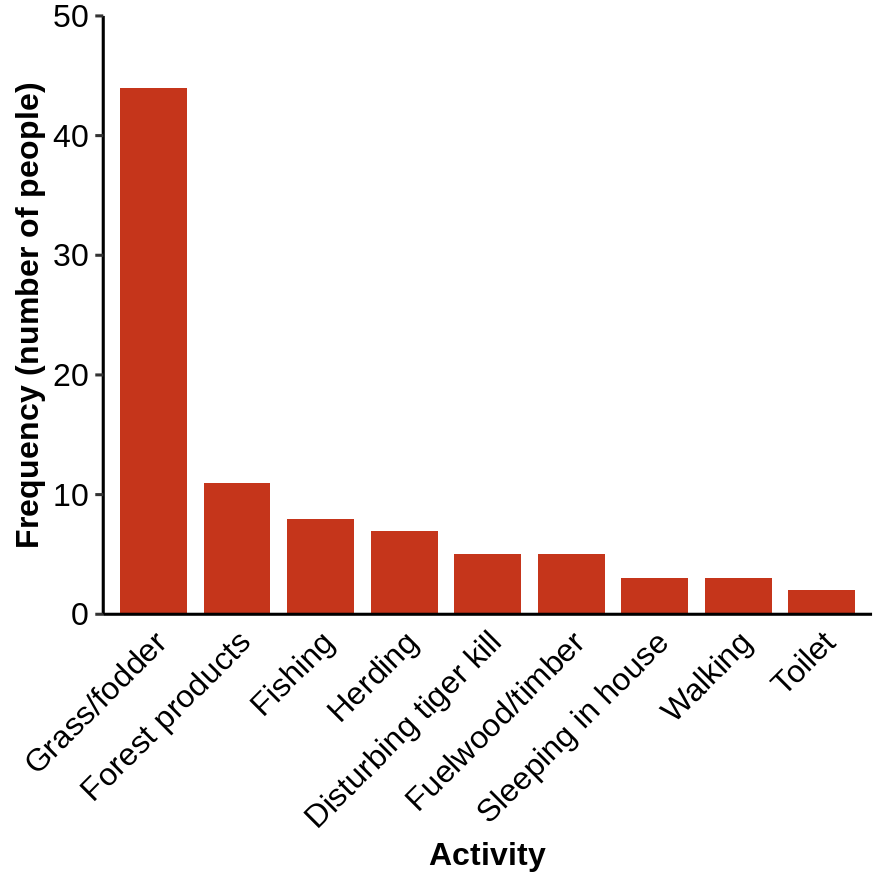 Frequency (number of people)
50
40
30
20
10
0
Grass/fodder
Forest products
Fishing
Herding
Disturbing tiger kill
Fuelwood/timber
Sleeping in house
Walking
Toilet
Activity